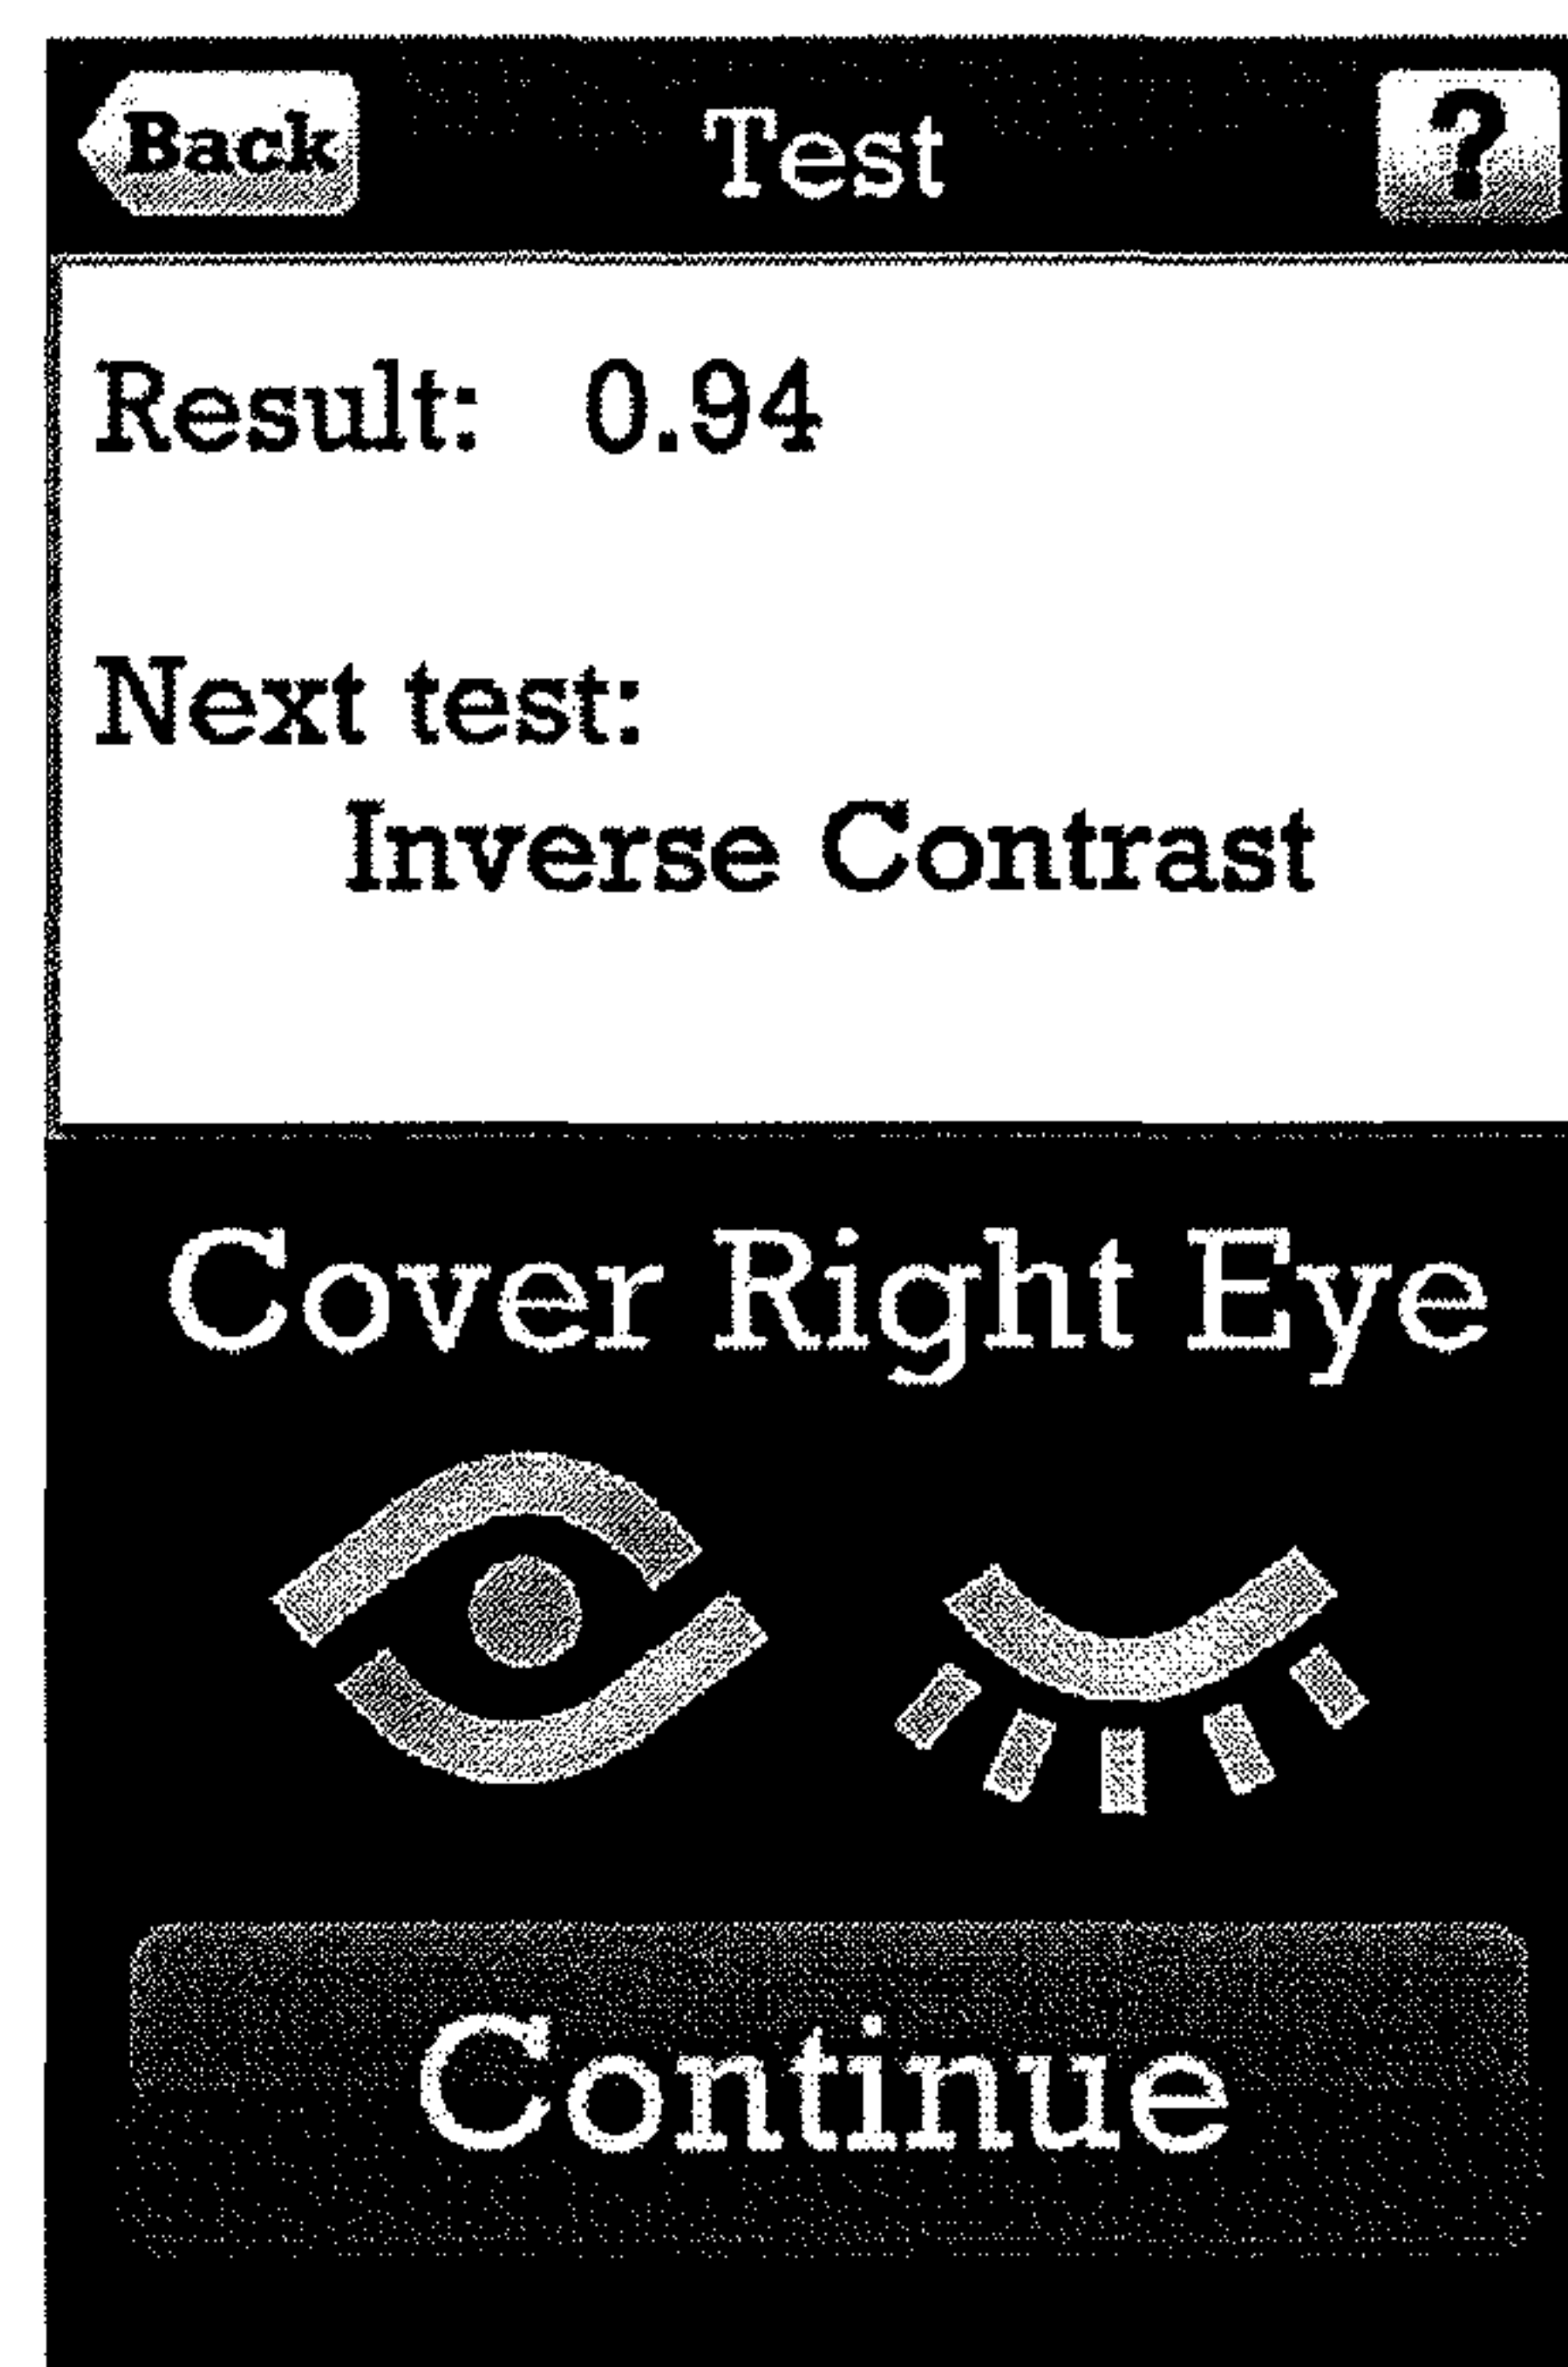 Back Test ?
Result: 0.94
Next test:
Inverse Contrast
Cover Right Eye
Continue